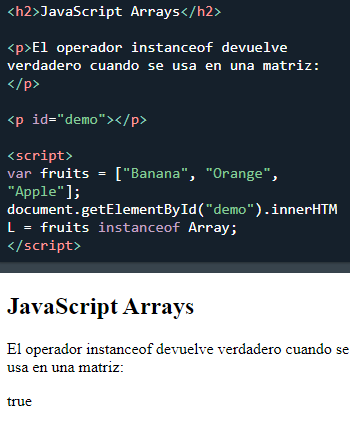 <h2>JavaScript Arrays</h2>
<p>El operador instanceof devuelve
verdadero cuando se usa en una matriz:
</p>
<p id="demo"></p>
<script>
var fruits = ["Banana", "Orange",
"Apple"];
document.getElementById("demo").innerHTM
L = fruits instanceof Array;
</script>
JavaScript Arrays
El operador instanceof devuelve verdadero cuando se
usa en una matriz:
true